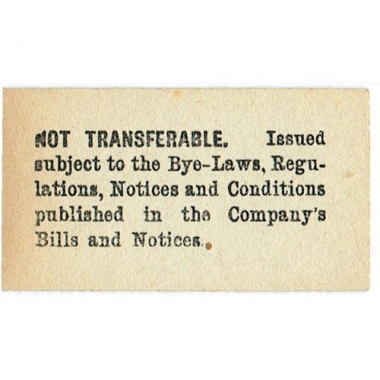 NOT TRANSFERABLE. Issued
subject to the Bye-Laws, Regu-
lations, Notices and Conditions
published in the Company's
Bills and Notices.